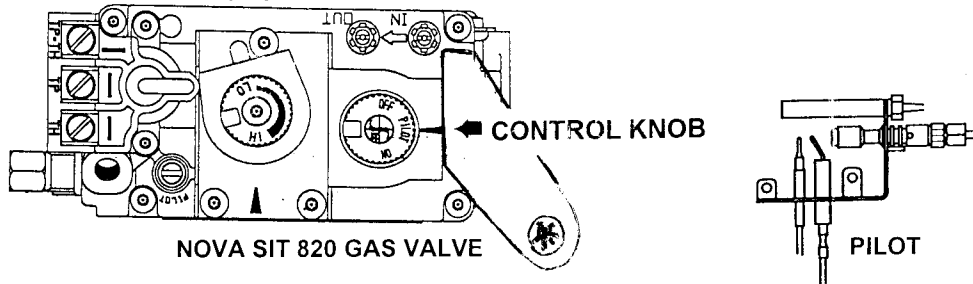 OUT IN
LO
HI
OFF
PILOT
ON
CONTROL KNOB
PILOT
NOVA SIT 820 GAS VALVE
PILOT